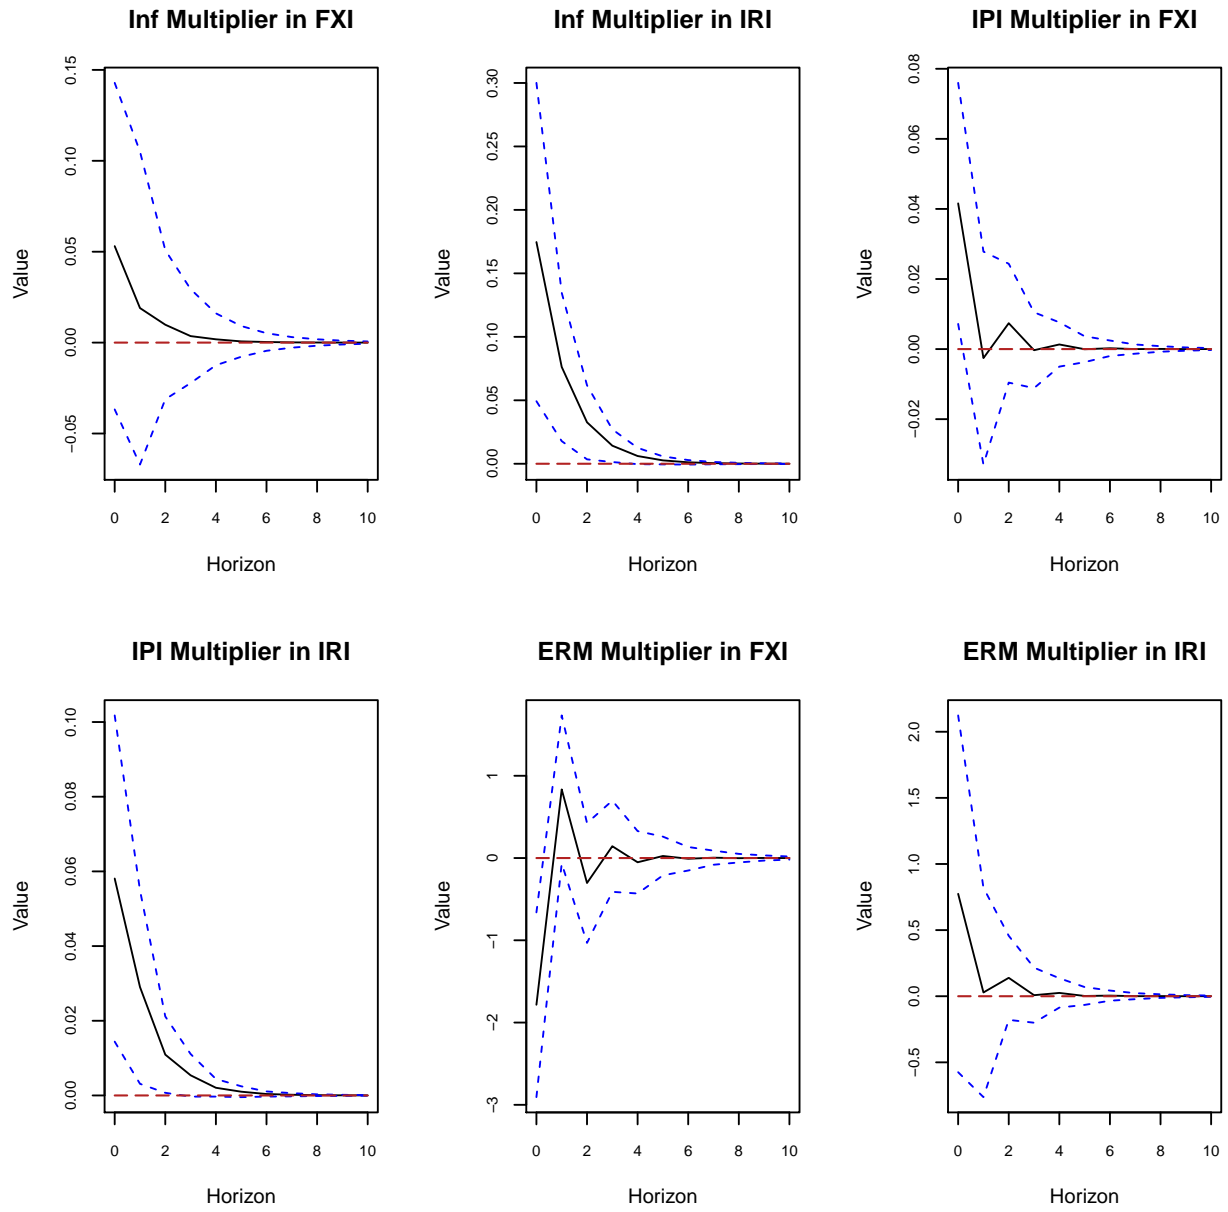 Inf Multiplier in FXI
Value
0.15
0.10
0.05
0.00
−0.05
0 2 4 6 8 10
Horizon
Inf Multiplier in IRI
Value
0.30
0.25
0.20
0.15
0.10
0.05
0.00
0 2 4 6 8 10
Horizon
IPI Multiplier in FXI
Value
0.08
0.06
0.04
0.02
0.00
−0.02
0 2 4 6 8 10
Horizon
IPI Multiplier in IRI
Value
0.10
0.08
0.06
0.04
0.02
0.00
0 2 4 6 8 10
Horizon
ERM Multiplier in FXI
Value
1
0
−1
−2
−3
0 2 4 6 8 10
Horizon
ERM Multiplier in IRI
Value
2.0
1.5
1.0
0.5
0.0
−0.5
0 2 4 6 8 10
Horizon